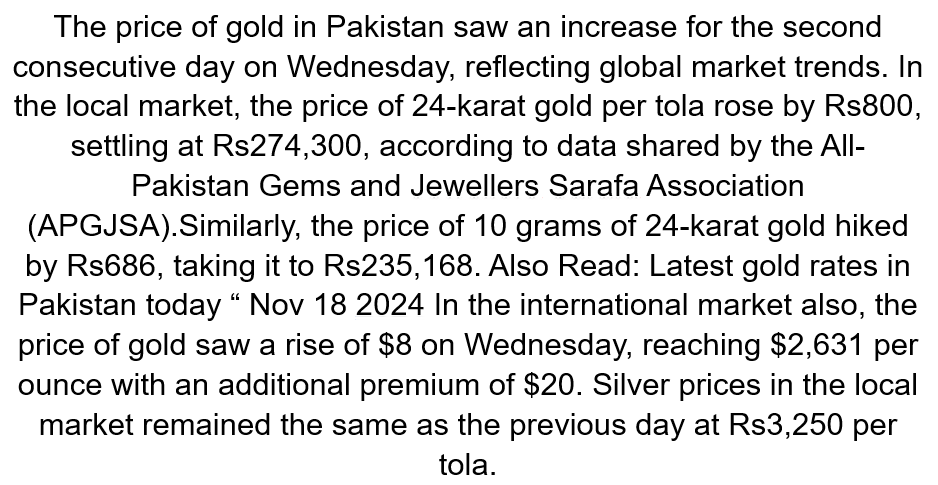 The price of gold in Pakistan saw an increase for the second
consecutive day on Wednesday, reflecting global market trends. In
the local market, the price of 24-karat gold per tola rose by Rs800,
settling at Rs274,300, according to data shared by the All-
Pakistan Gems and Jewellers Sarafa Association
(APGJSA).Similarly, the price of 10 grams of 24-karat gold hiked
by Rs686, taking it to Rs235,168. Also Read: Latest gold rates in
Pakistan today “ Nov 18 2024 In the international market also, the
price of gold saw a rise of $8 on Wednesday, reaching $2,631 per
ounce with an additional premium of $20. Silver prices in the local
market remained the same as the previous day at Rs3,250 per
tola.